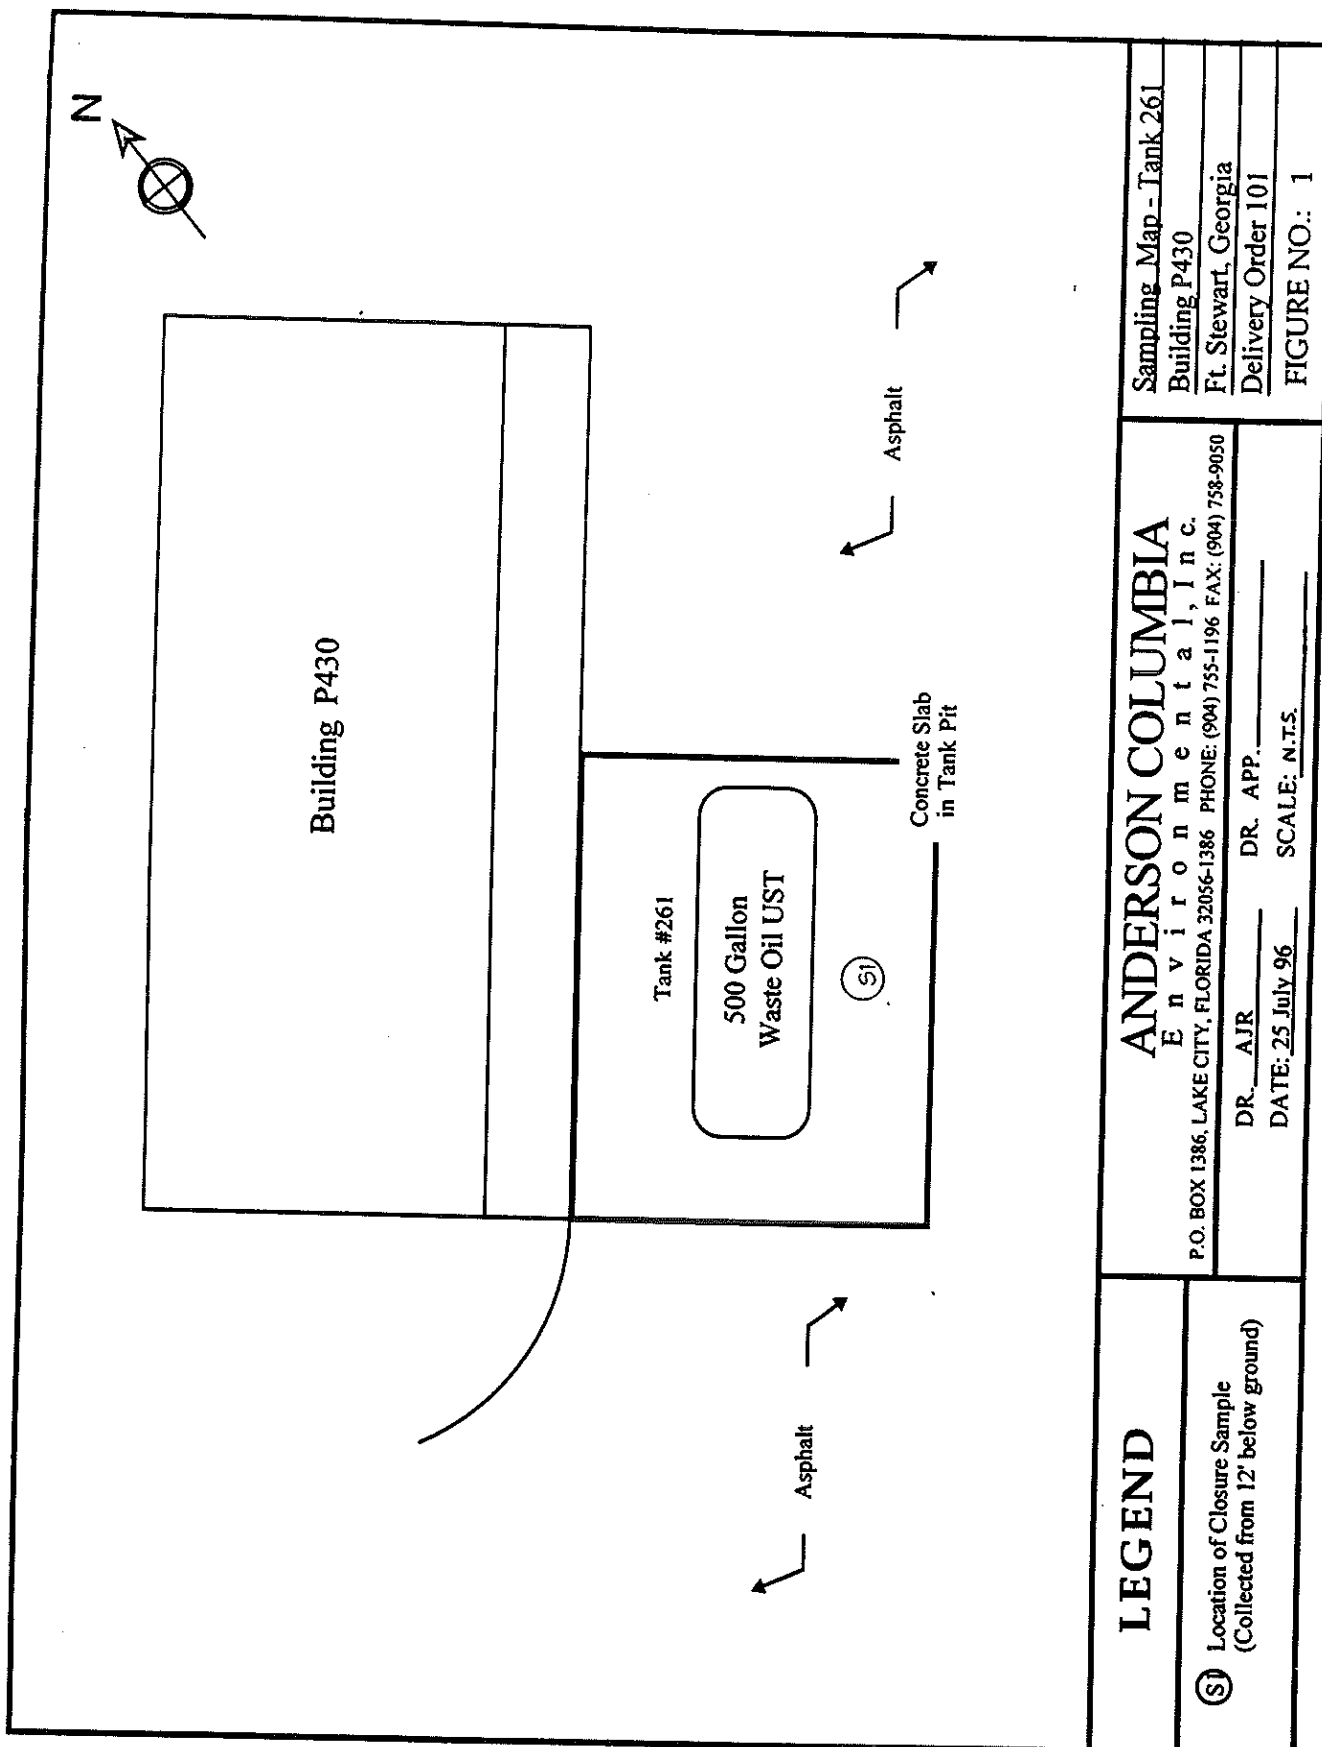 N
Building P430
Tank #261
500 Gallon
Waste Oil UST
S1
Concrete Slab
in Tank Pit
Asphalt
Asphalt
LEGEND
S1 Location of Closure Sample
(Collected from 12' below ground)
ANDERSON COLUMBIA
Environmental, Inc.
P.O. BOX 1386, LAKE CITY, FLORIDA 32056-1386 PHONE: (904) 755-1196 FAX: (904) 758-9050
DR. AJR DR. APP.
DATE: 25 July 96 SCALE: N.T.S.
Sampling Map - Tank 261
Building P430
Ft. Stewart, Georgia
Delivery Order 101
FIGURE NO.: 1